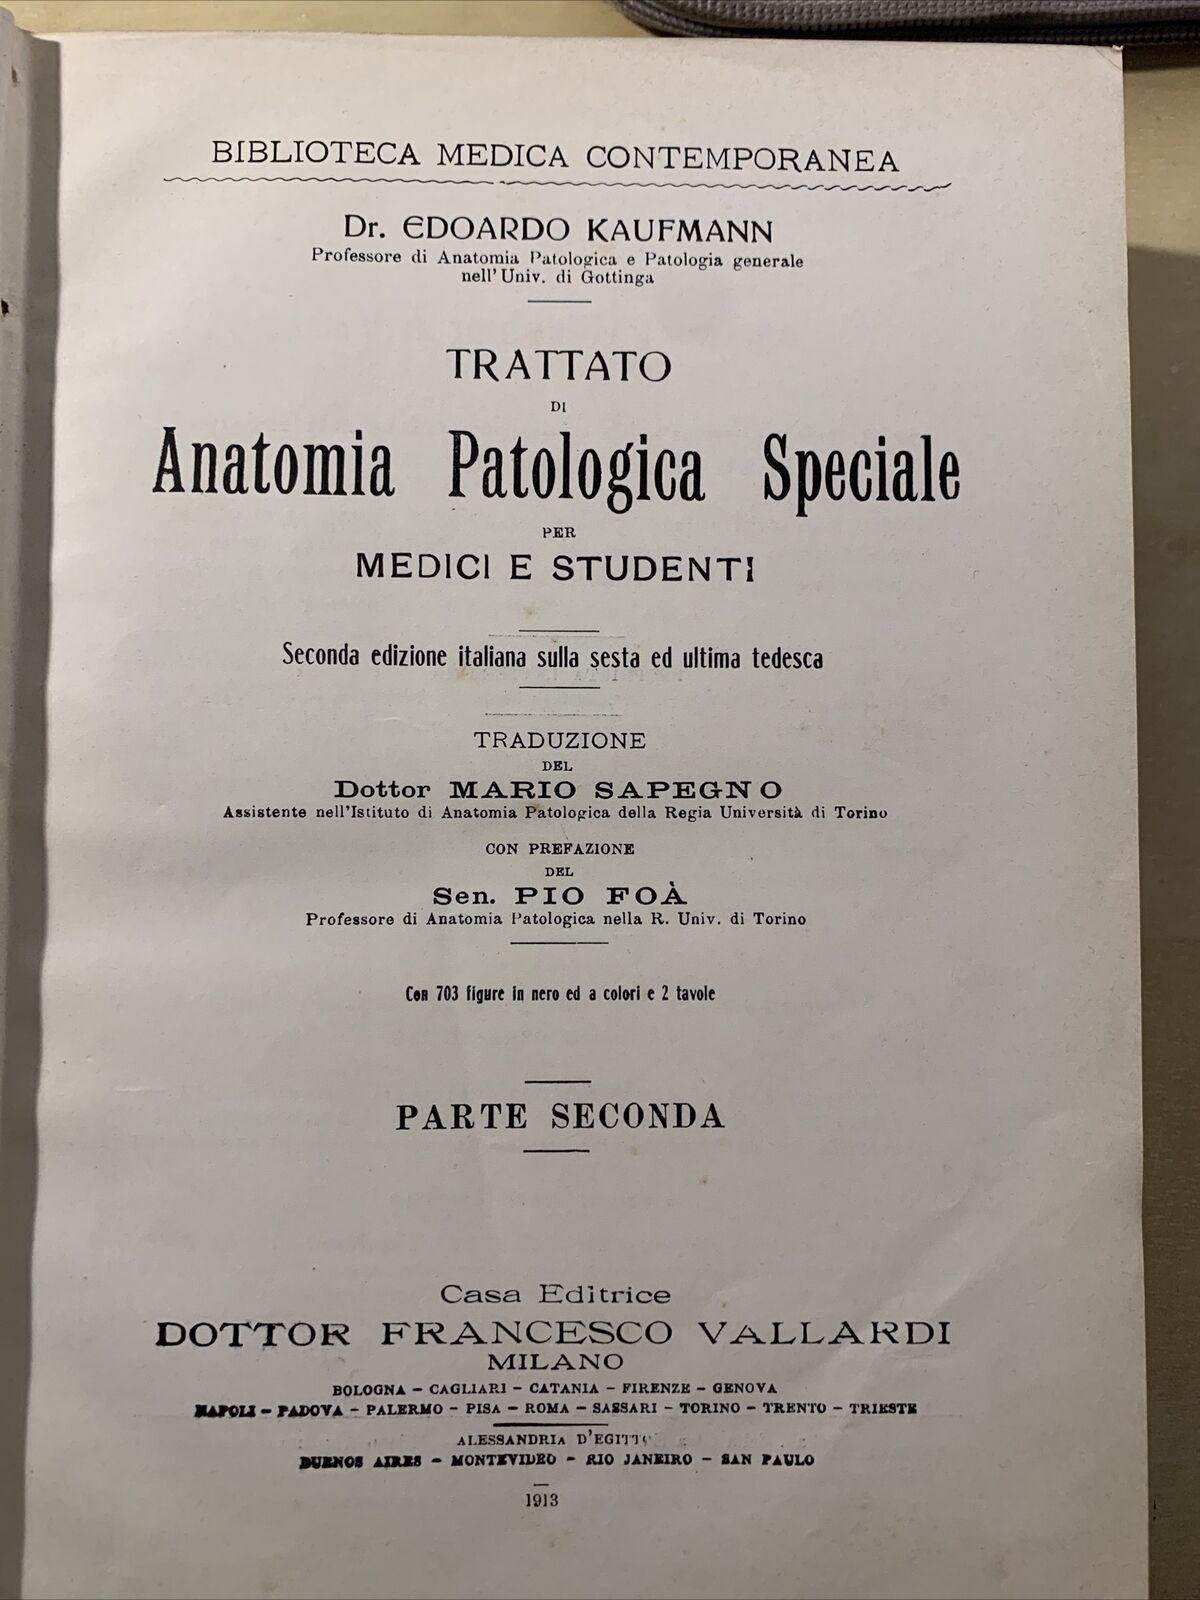 BIBLIOTECA MEDICA CONTEMPORANEA
Dr. EDOARDO KAUFMANN
Professore di Anatomia Patologica e Patologia generale
nell'Univ. di Gottinga
TRATTATO
DI
Anatomia Patologica Speciale
PER
MEDICI E STUDENTI
Seconda edizione italiana sulla sesta ed ultima tedesca
TRADUZIONE
DEL
Dottor MARIO SAPEGNO
Assistente nell'Istituto di Anatomia Patologica della Regia Università di Torino
CON PREFAZIONE
DEL
Sen. PIO FOÀ
Professore di Anatomia Patologica nella R. Univ. di Torino
Con 703 figure in nero ed a colori e 2 tavole
PARTE SECONDA
Casa Editrice
DOTTOR FRANCESCO VALLARDI
MILANO
BOLOGNA – CAGLIARI – CATANIA – FIRENZE – GENOVA
NAPOLI – PADOVA – PALERMO – PISA – ROMA – SASSARI – TORINO – TRENTO – TRIESTE
ALESSANDRIA D'EGITTO
BUENOS AIRES – MONTEVIDEO – RIO JANEIRO – SAN PAULO
1913